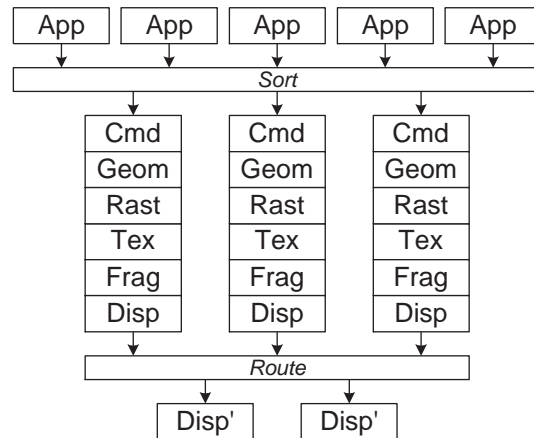 App App App App App
Sort
Cmd Cmd Cmd
Geom Geom Geom
Rast Rast Rast
Tex Tex Tex
Frag Frag Frag
Disp Disp Disp
Route
Disp' Disp'